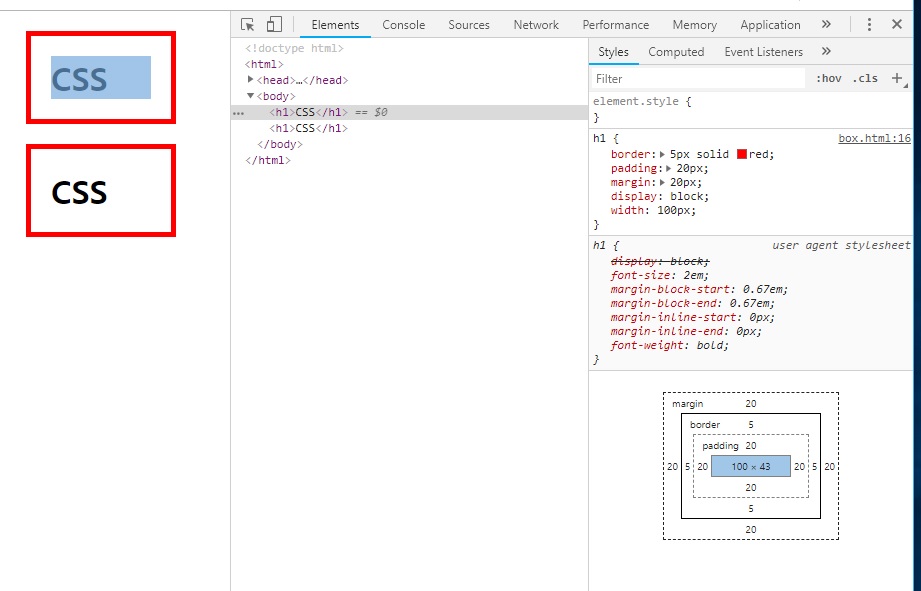 CSS
CSS
Elements Console Sources Network Performance Memory Application »
<!doctype html>
<html>
<head>…</head>
<body>
<h1>CSS</h1> == $0
<h1>CSS</h1>
</body>
</html>
Styles Computed Event Listeners »
Filter :hov .cls +
element.style {
}
h1 { box.html:16
border: 5px solid red;
padding: 20px;
margin: 20px;
display: block;
width: 100px;
}
h1 { user agent stylesheet
display: block;
font-size: 2em;
margin-block-start: 0.67em;
margin-block-end: 0.67em;
margin-inline-start: 0px;
margin-inline-end: 0px;
font-weight: bold;
}
margin 20
border 5
padding 20
20 5 20 100 × 43 20 5 20
20
5
20